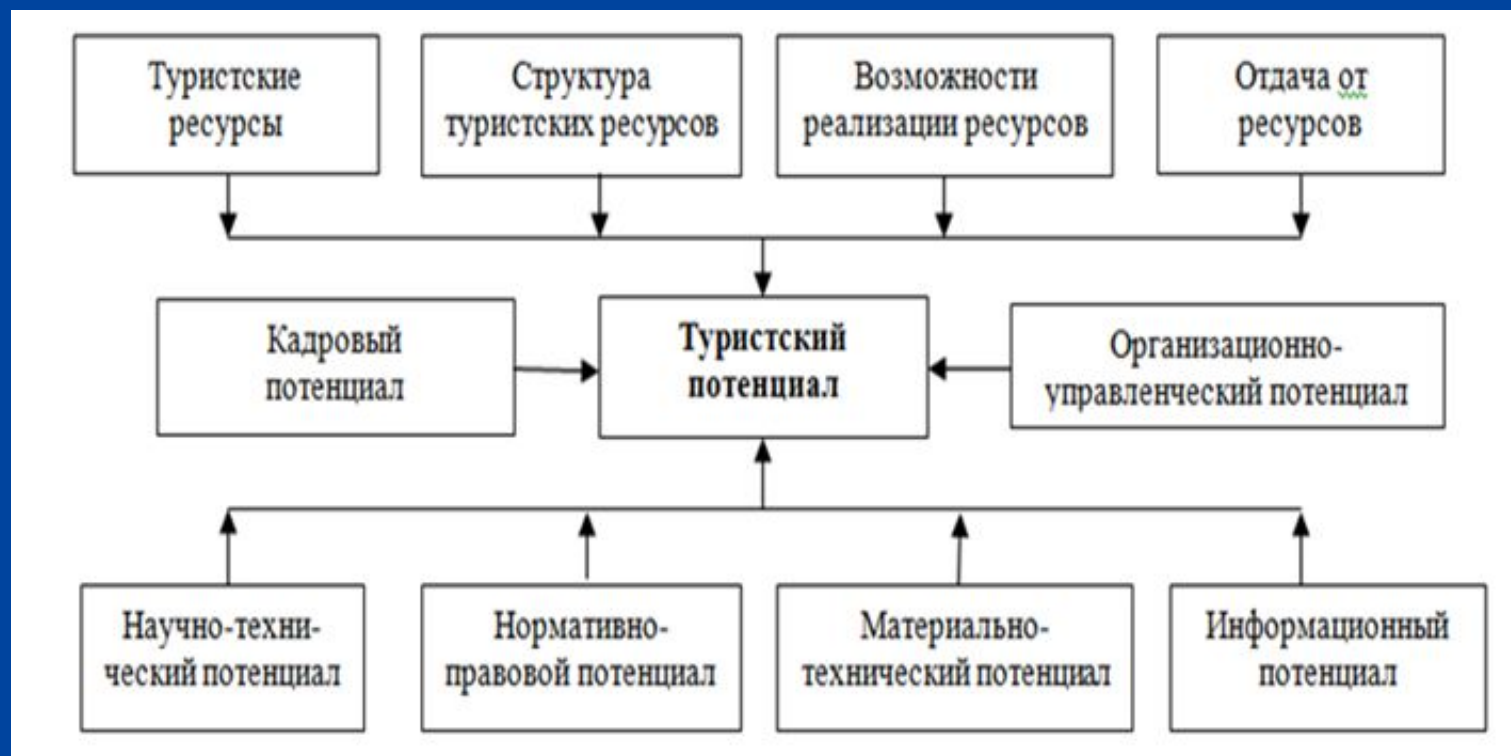 Туристские
ресурсы
Структура
туристских ресурсов
Возможности
реализации ресурсов
Отдача от
ресурсов
Кадровый
потенциал
Туристский
потенциал
Организационно-
управленческий потенциал
Научно-техни-
ческий потенциал
Нормативно-
правовой потенциал
Материально-
технический потенциал
Информационный
потенциал